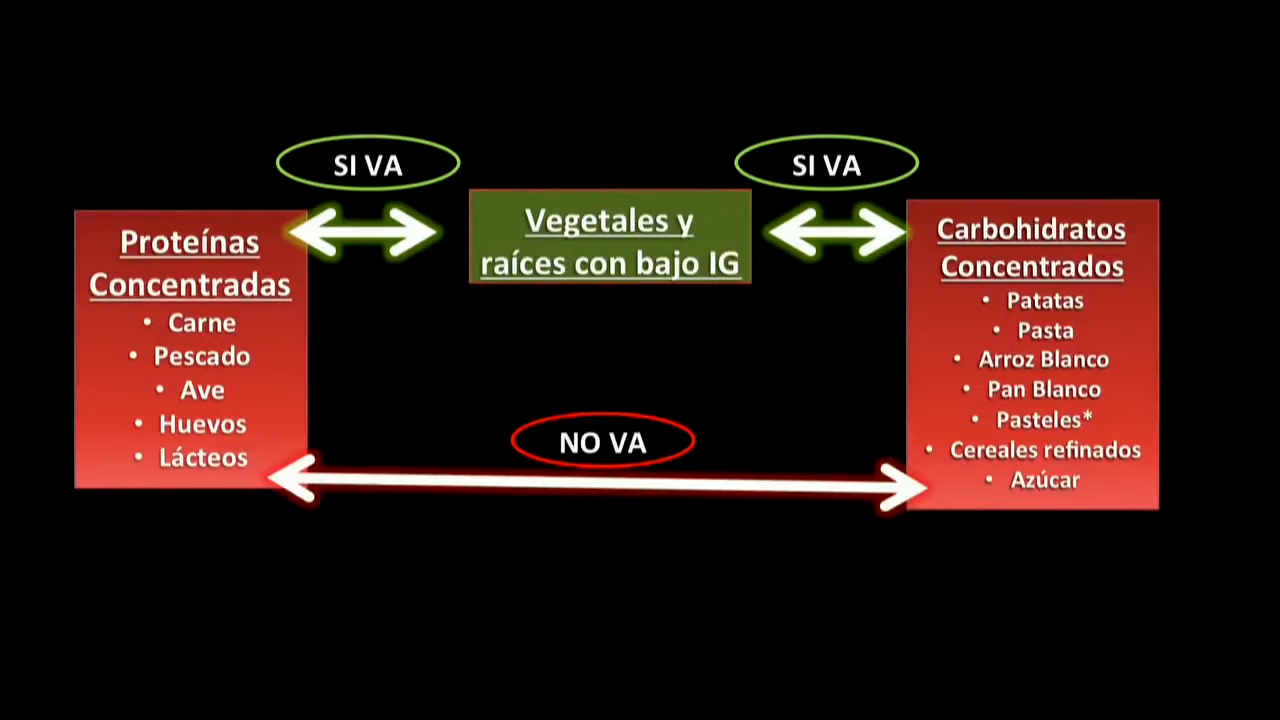 SI VA
SI VA
Proteínas
Concentradas
• Carne
• Pescado
• Ave
• Huevos
• Lácteos
Vegetales y
raíces con bajo IG
Carbohidratos
Concentrados
• Patatas
• Pasta
• Arroz Blanco
• Pan Blanco
• Pasteles*
• Cereales refinados
• Azúcar
NO VA